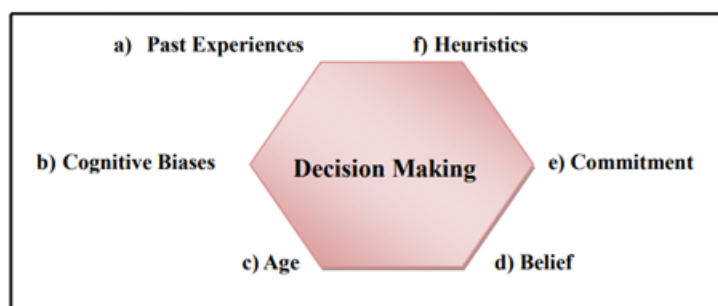 a) Past Experiences
f) Heuristics
b) Cognitive Biases
Decision Making
e) Commitment
c) Age
d) Belief